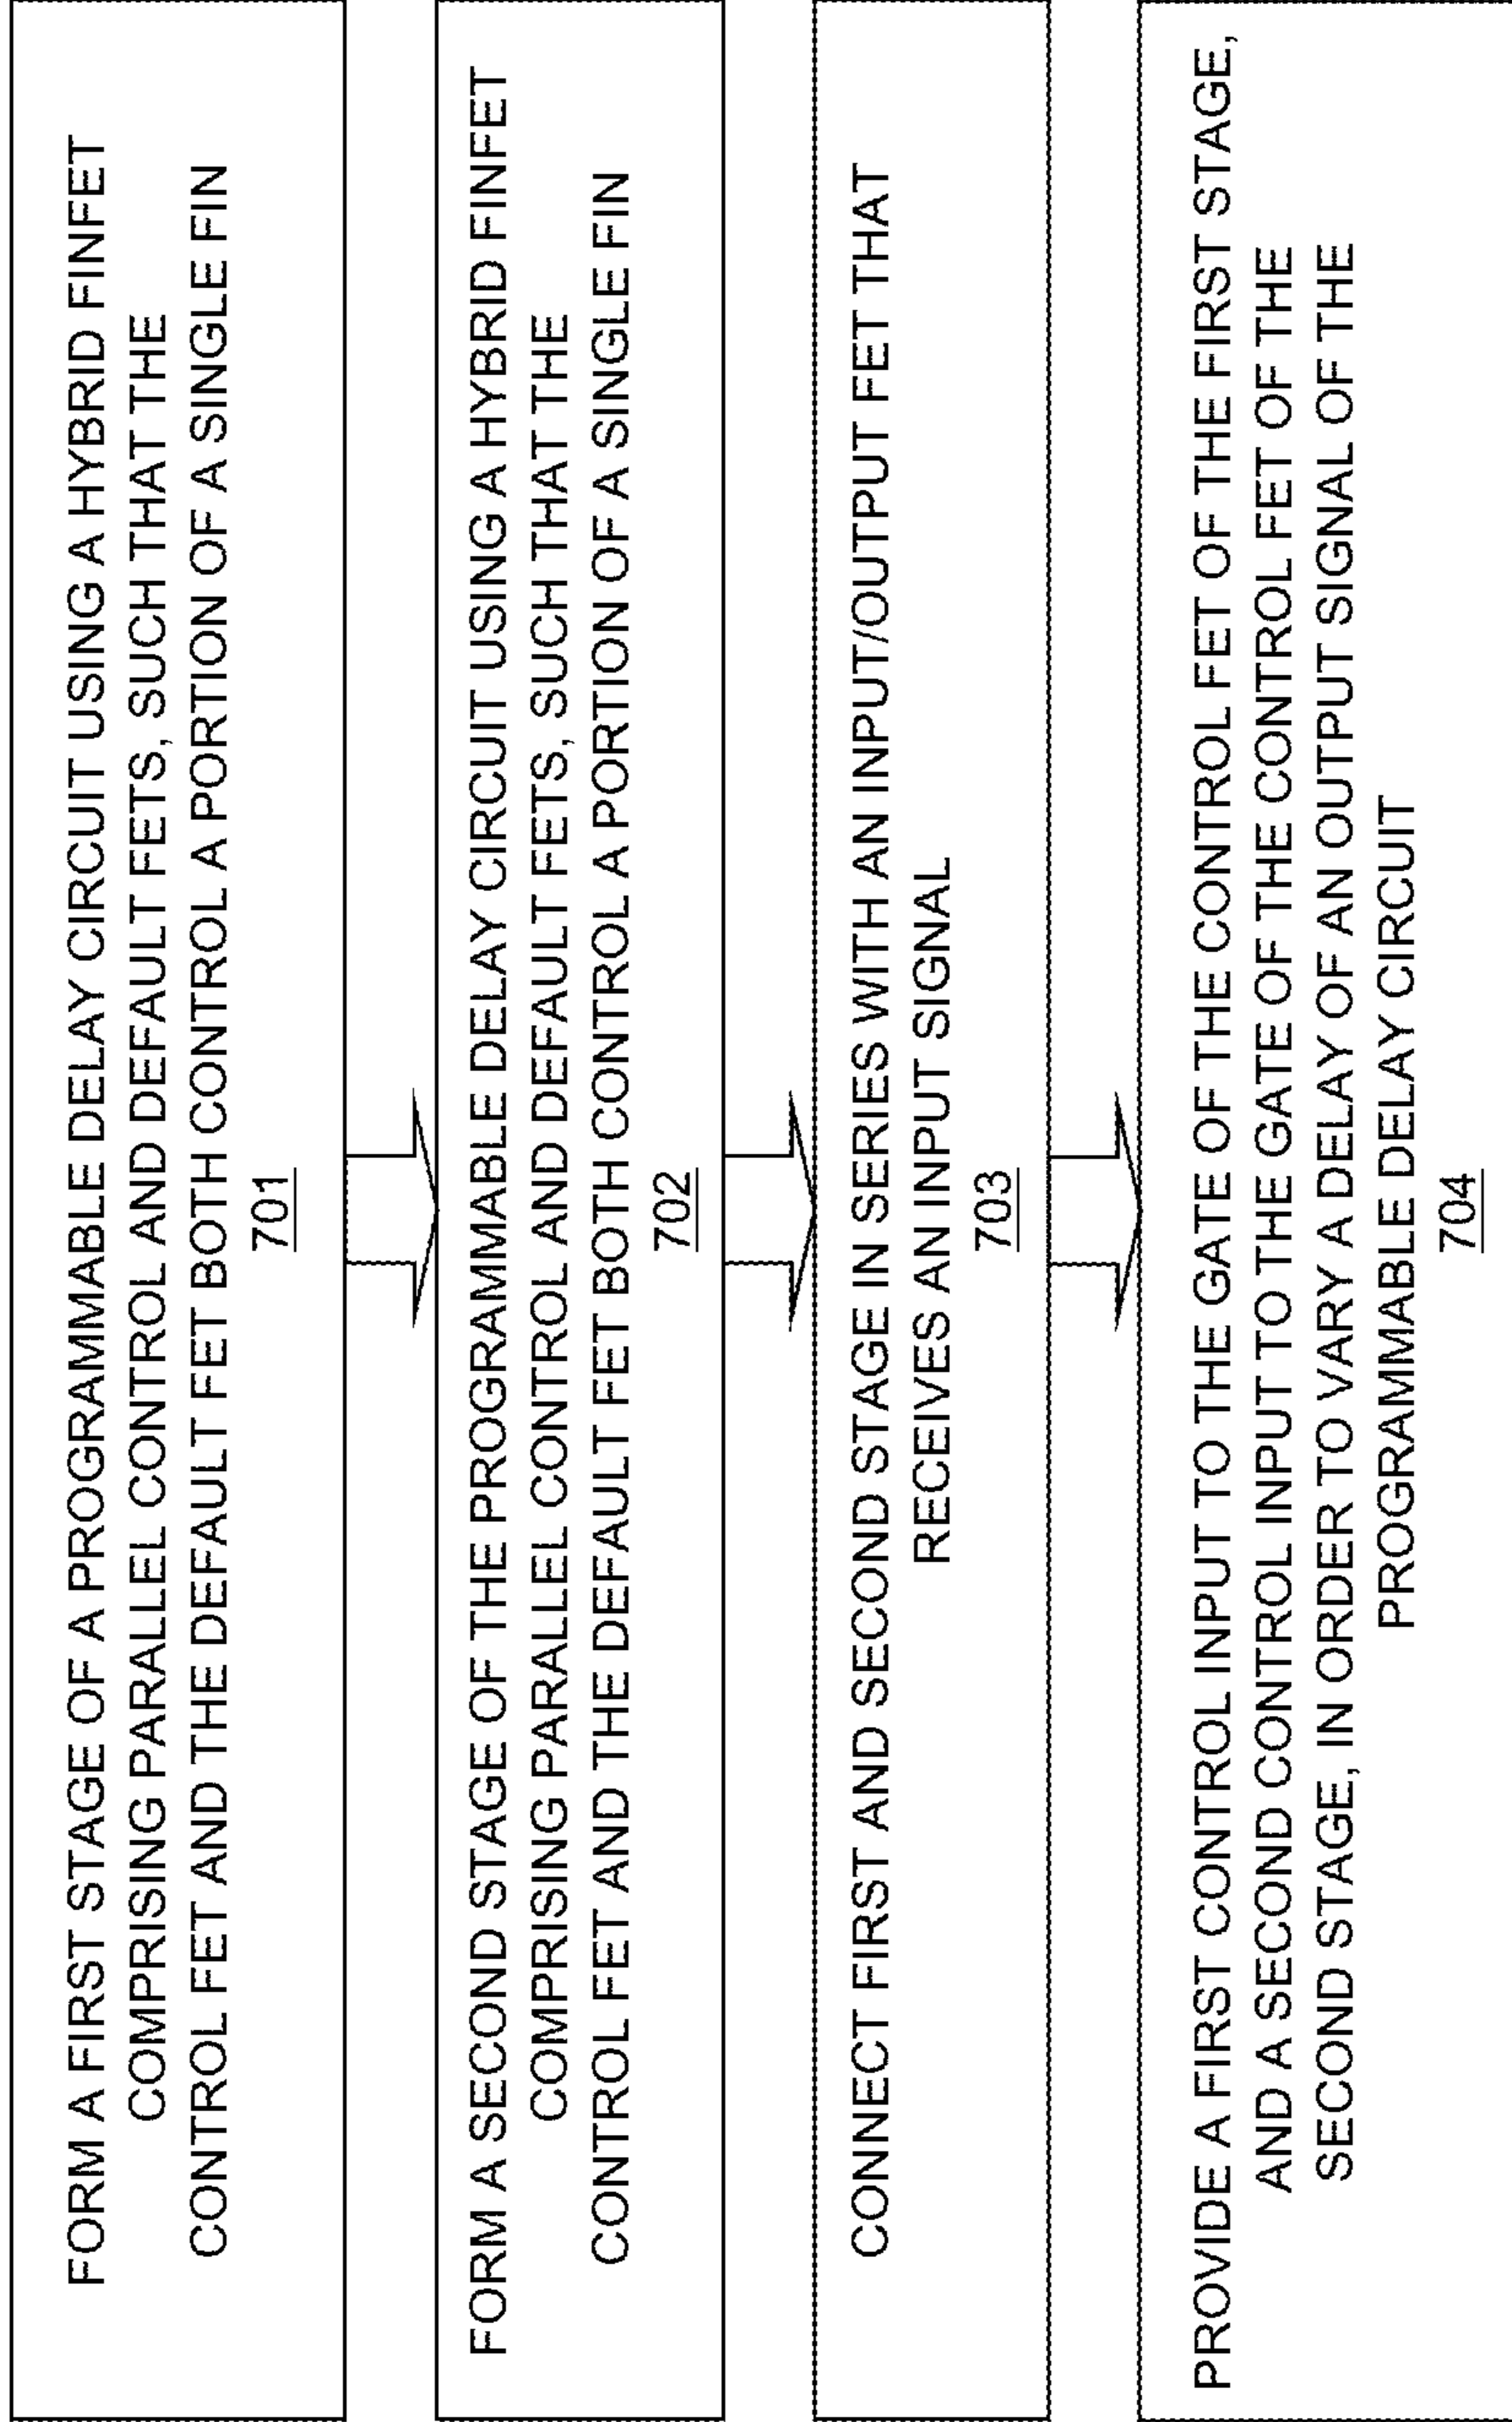 FORM A FIRST STAGE OF A PROGRAMMABLE DELAY CIRCUIT USING A HYBRID FINFET
COMPRISING PARALLEL CONTROL AND DEFAULT FETS, SUCH THAT THE
CONTROL FET AND THE DEFAULT FET BOTH CONTROL A PORTION OF A SINGLE FIN
701
FORM A SECOND STAGE OF THE PROGRAMMABLE DELAY CIRCUIT USING A HYBRID FINFET
COMPRISING PARALLEL CONTROL AND DEFAULT FETS, SUCH THAT THE
CONTROL FET AND THE DEFAULT FET BOTH CONTROL A PORTION OF A SINGLE FIN
702
CONNECT FIRST AND SECOND STAGE IN SERIES WITH AN INPUT/OUTPUT FET THAT
RECEIVES AN INPUT SIGNAL
703
PROVIDE A FIRST CONTROL INPUT TO THE GATE OF THE CONTROL FET OF THE FIRST STAGE,
AND A SECOND CONTROL INPUT TO THE GATE OF THE CONTROL FET OF THE
SECOND STAGE, IN ORDER TO VARY A DELAY OF AN OUTPUT SIGNAL OF THE
PROGRAMMABLE DELAY CIRCUIT
704